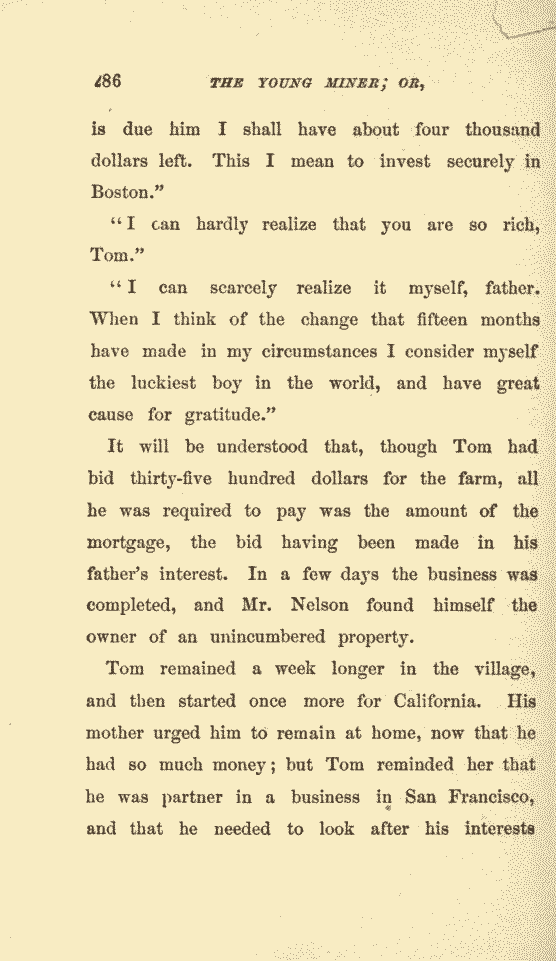 286 THE YOUNG MINER; OR,
is due him I shall have about four thousand
dollars left. This I mean to invest securely in
Boston.”
“I can hardly realize that you are so rich,
Tom.”
“I can scarcely realize it myself, father.
When I think of the change that fifteen months
have made in my circumstances I consider myself
the luckiest boy in the world, and have great
cause for gratitude.”
It will be understood that, though Tom had
bid thirty-five hundred dollars for the farm, all
he was required to pay was the amount of the
mortgage, the bid having been made in his
father’s interest. In a few days the business was
completed, and Mr. Nelson found himself the
owner of an unincumbered property.
Tom remained a week longer in the village,
and then started once more for California. His
mother urged him to remain at home, now that he
had so much money; but Tom reminded her that
he was partner in a business in San Francisco,
and that he needed to look after his interests